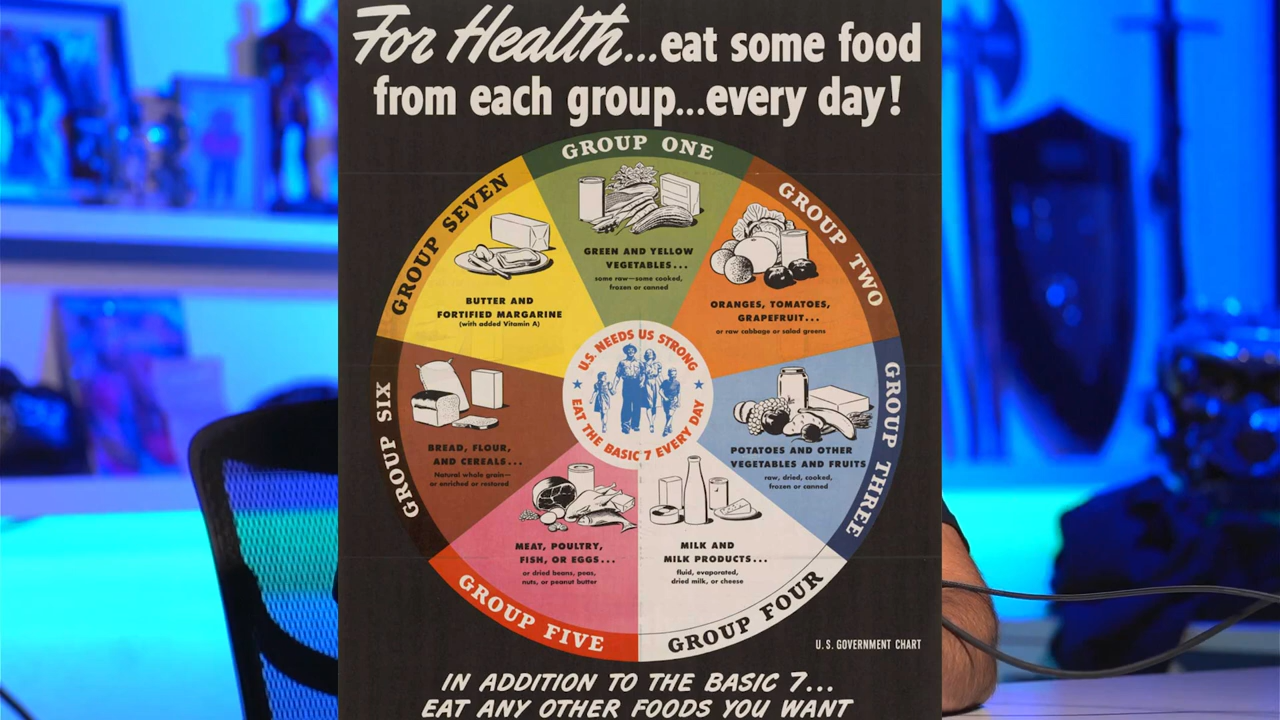 For Health...eat some food
from each group...every day!
GROUP ONE
GREEN AND YELLOW
VEGETABLES...
some raw—some cooked,
frozen or canned
GROUP TWO
ORANGES, TOMATOES,
GRAPEFRUIT...
or raw cabbage or salad greens
GROUP THREE
POTATOES AND OTHER
VEGETABLES AND FRUITS
raw, dried, cooked,
frozen or canned
GROUP FOUR
MILK AND
MILK PRODUCTS...
fluid, evaporated,
dried milk, or cheese
GROUP FIVE
MEAT, POULTRY,
FISH, OR EGGS...
or dried beans, peas,
nuts, or peanut butter
GROUP SIX
BREAD, FLOUR,
AND CEREALS...
Natural whole grain—
or enriched or restored
GROUP SEVEN
BUTTER AND
FORTIFIED MARGARINE
(with added Vitamin A)
U.S. NEEDS US STRONG
EAT THE BASIC 7 EVERY DAY
U. S. GOVERNMENT CHART
IN ADDITION TO THE BASIC 7...
EAT ANY OTHER FOODS YOU WANT